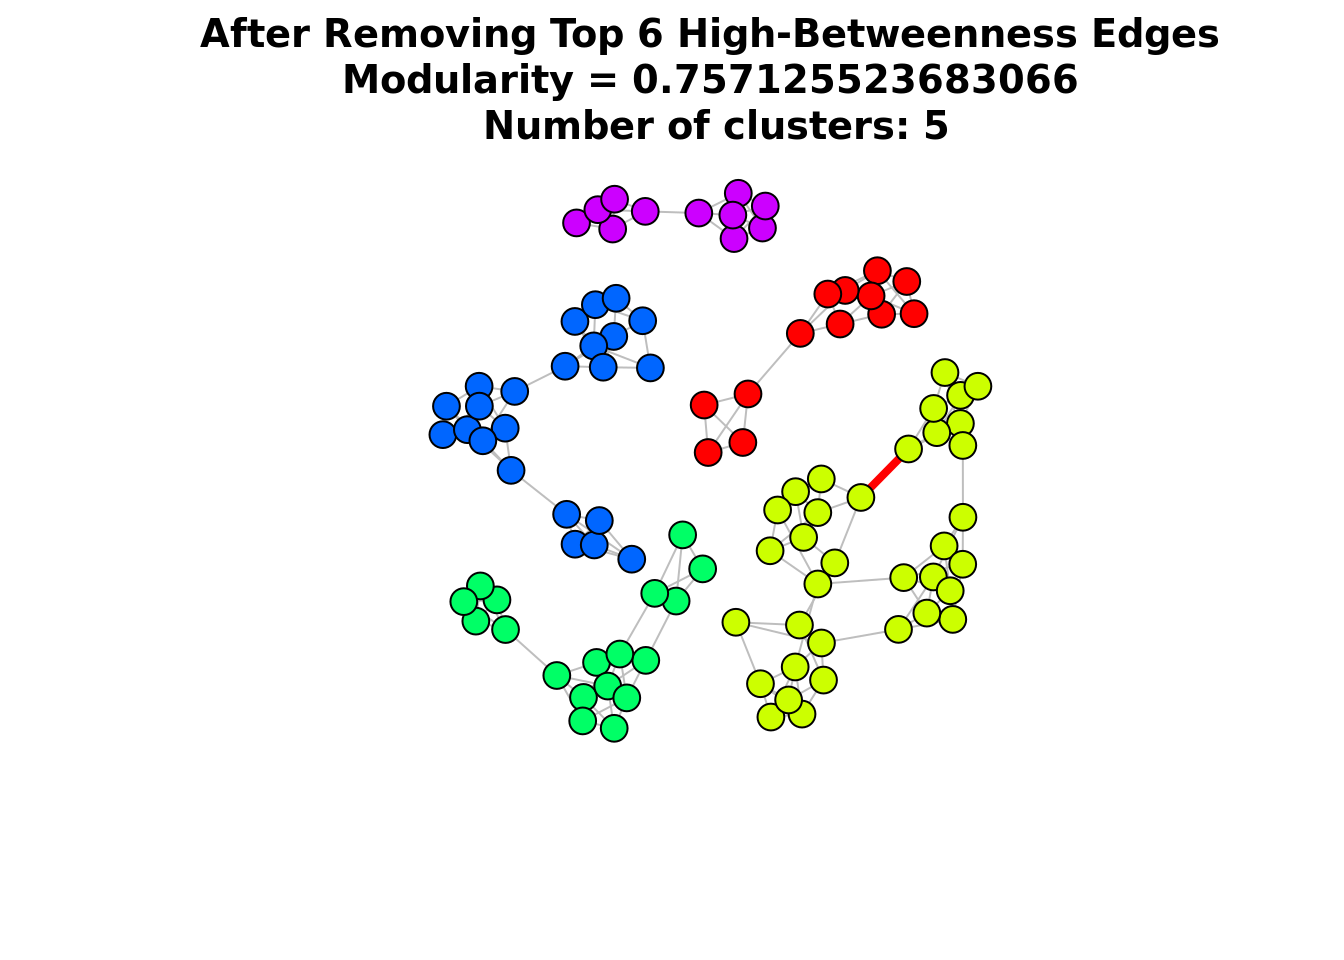 After Removing Top 6 High-Betweenness Edges
Modularity = 0.757125523683066
Number of clusters: 5